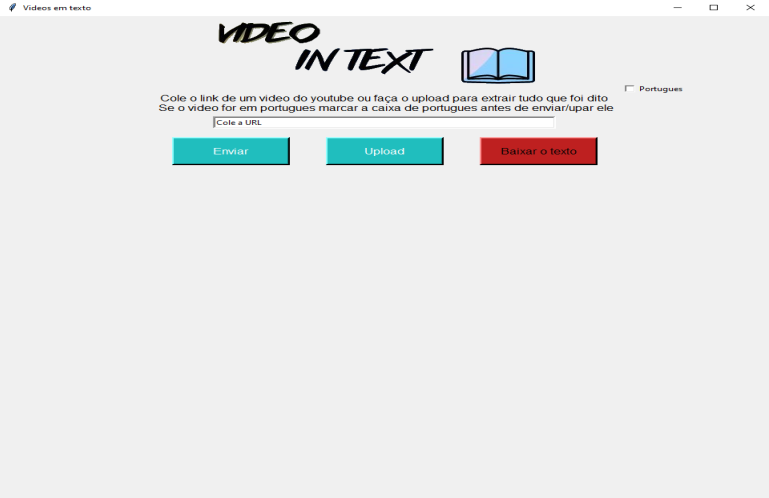 Videos em texto
VIDEO
IN TEXT
Portugues
Cole o link de um video do youtube ou faça o upload para extrair tudo que foi dito
Se o video for em portugues marcar a caixa de portugues antes de enviar/upar ele
Cole a URL
Enviar
Upload
Baixar o texto